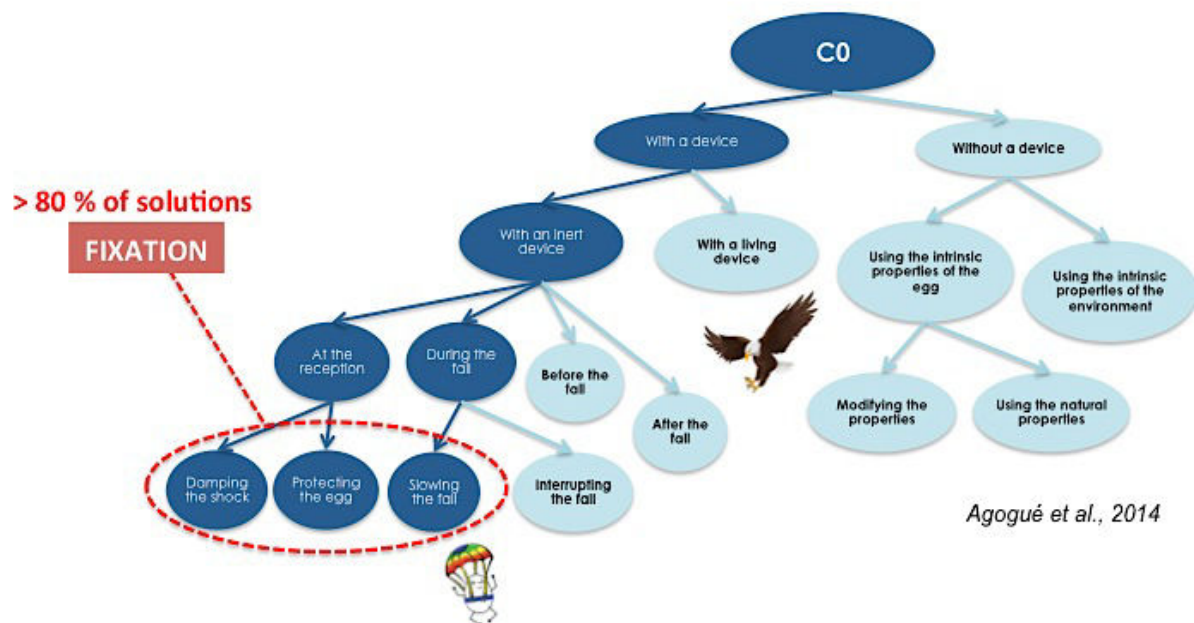 C0
With a device
Without a device
> 80 % of solutions
FIXATION
With an inert
device
With a living
device
Using the intrinsic
properties of the
egg
Using the intrinsic
properties of the
environment
At the
reception
During the
fall
Before the
fall
After the
fall
Modifying the
properties
Using the natural
properties
Damping
the shock
Protecting
the egg
Slowing
the fall
Interrupting
the fall
Agogué et al., 2014